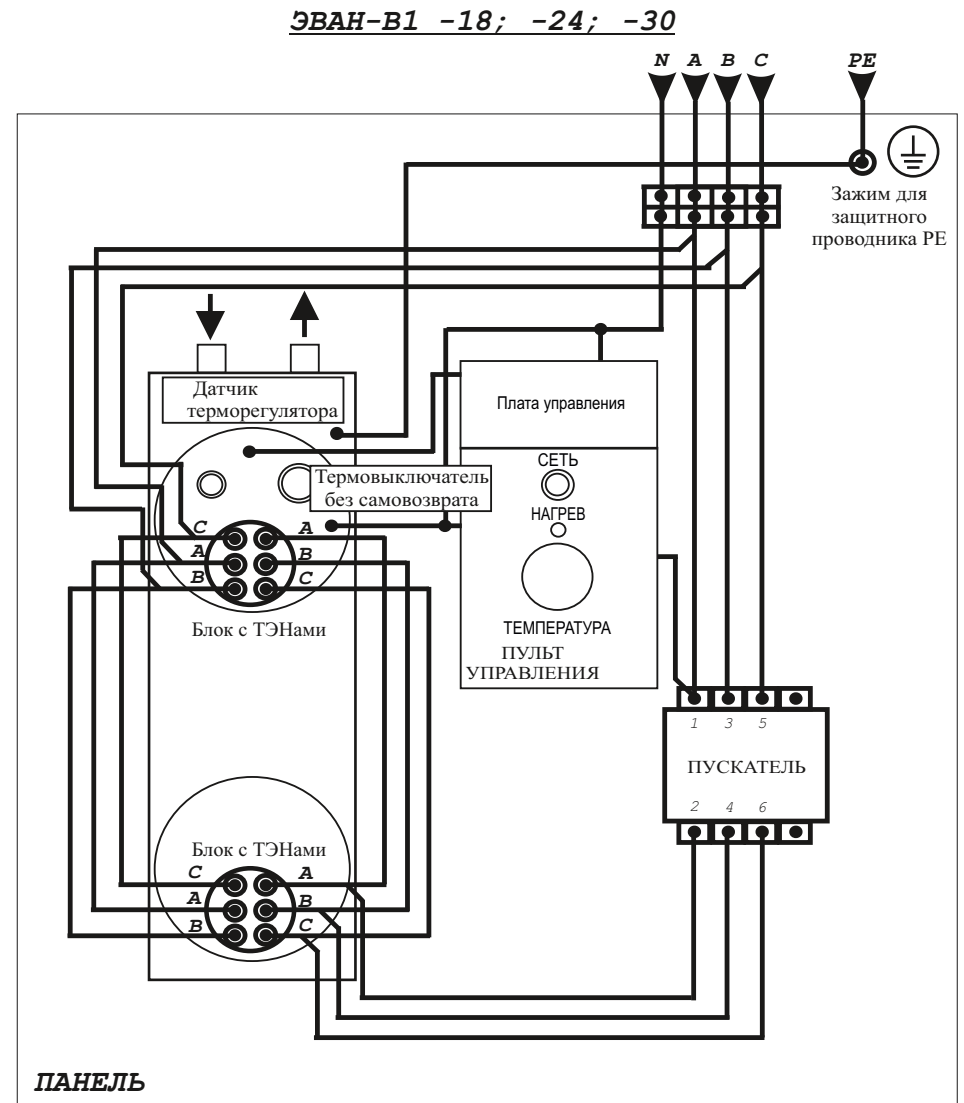 ЭВАН-В1 -18; -24; -30
N A B C PE
Зажим для
защитного
проводника PE
Датчик
терморегулятора
Плата управления
Термовыключатель
без самовозврата
СЕТЬ
НАГРЕВ
ТЕМПЕРАТУРА
ПУЛЬТ
УПРАВЛЕНИЯ
C A
A B
B C
Блок с ТЭНами
1 3 5
ПУСКАТЕЛЬ
2 4 6
Блок с ТЭНами
C A
A B
B C
ПАНЕЛЬ